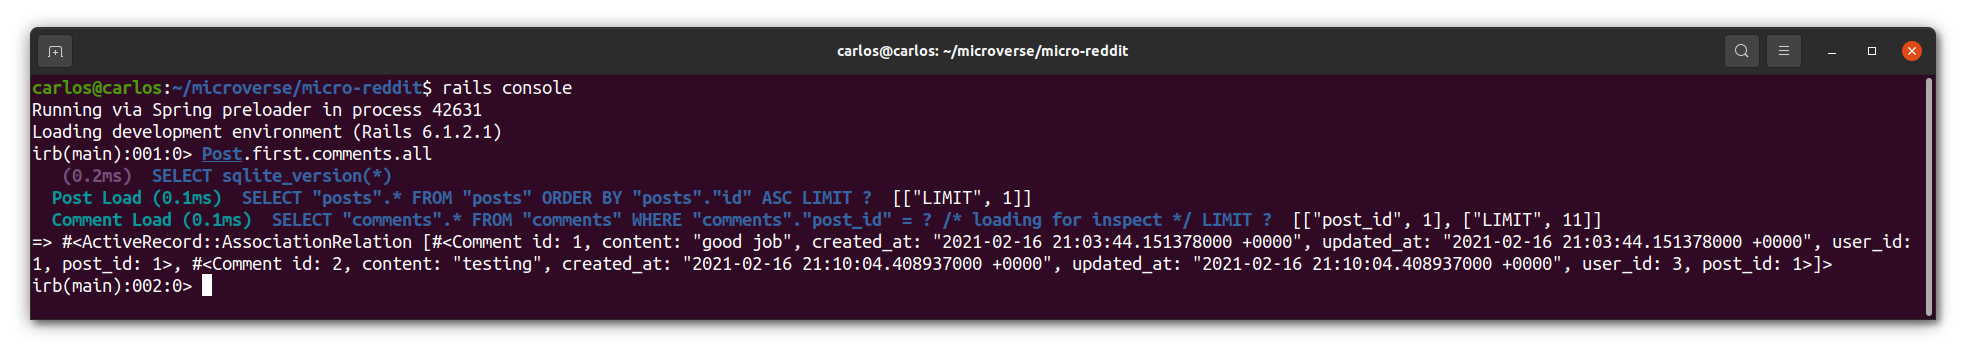 carlos@carlos: ~/microverse/micro-reddit
carlos@carlos:~/microverse/micro-reddit$ rails console
Running via Spring preloader in process 42631
Loading development environment (Rails 6.1.2.1)
irb(main):001:0> Post.first.comments.all
   (0.2ms)  SELECT sqlite_version(*)
  Post Load (0.1ms)  SELECT "posts".* FROM "posts" ORDER BY "posts"."id" ASC LIMIT ?  [["LIMIT", 1]]
  Comment Load (0.1ms)  SELECT "comments".* FROM "comments" WHERE "comments"."post_id" = ? /* loading for inspect */ LIMIT ?  [["post_id", 1], ["LIMIT", 11]]
=> #<ActiveRecord::AssociationRelation [#<Comment id: 1, content: "good job", created_at: "2021-02-16 21:03:44.151378000 +0000", updated_at: "2021-02-16 21:03:44.151378000 +0000", user_id:
1, post_id: 1>, #<Comment id: 2, content: "testing", created_at: "2021-02-16 21:10:04.408937000 +0000", updated_at: "2021-02-16 21:10:04.408937000 +0000", user_id: 3, post_id: 1>]>
irb(main):002:0>